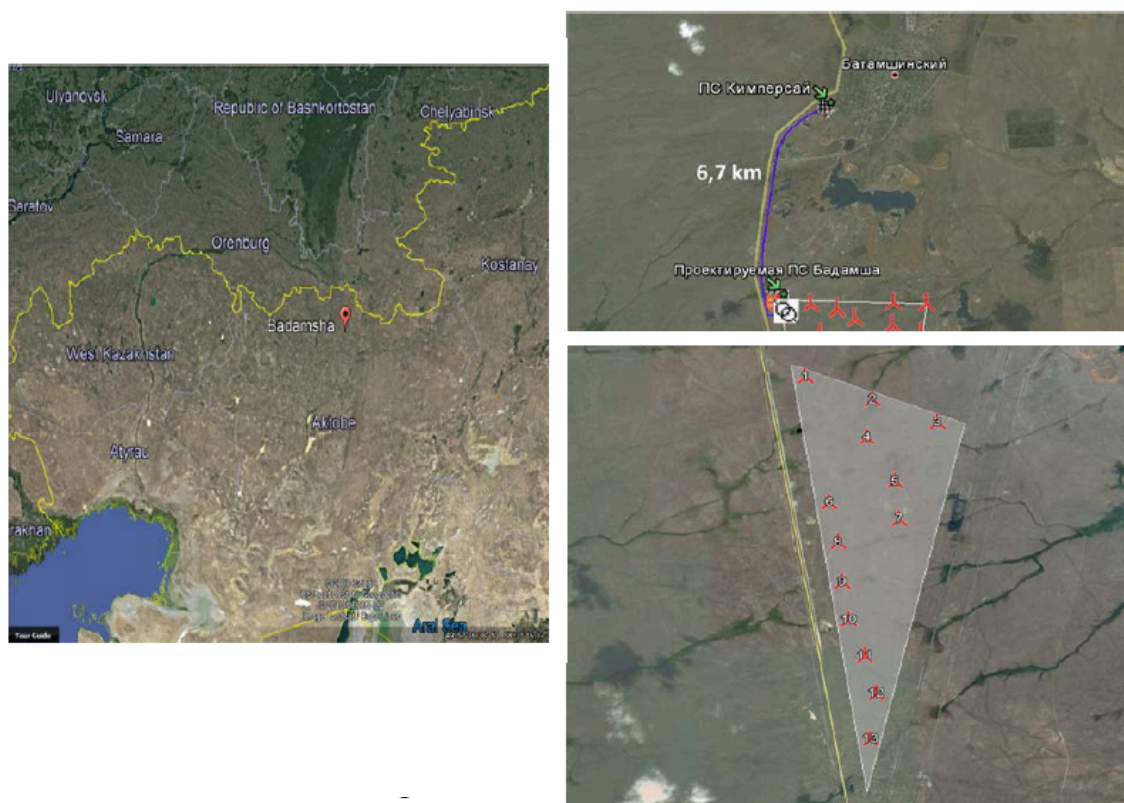 Ulyanovsk
Republic of Bashkortostan
Chelyabinsk
Samara
Saratov
Orenburg
Kostanay
Badamsha
West Kazakhstan
Aktobe
Atyrau
rakhan
Aral Sea
Tour Guide
Батамшинский
ПС Кимперсай
6,7 km
Проектируемая ПС Бадамша
1
2
3
4
5
6
7
8
9
10
11
12
13